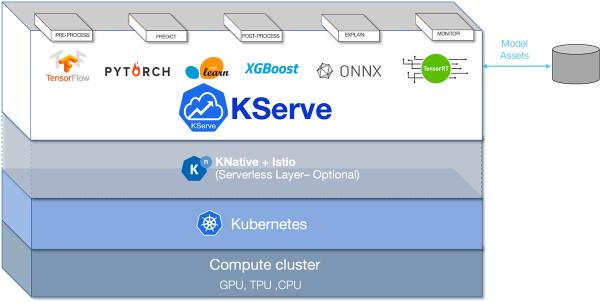 PRE-PROCESS
PREDICT
POST-PROCESS
EXPLAIN
MONITOR
TensorFlow
PYTORCH
learn
XGBoost
ONNX
TensorRT
Model
Assets
KServe
KServe
K
n
KNative + Istio
(Serverless Layer– Optional)
Kubernetes
Compute cluster
GPU, TPU ,CPU